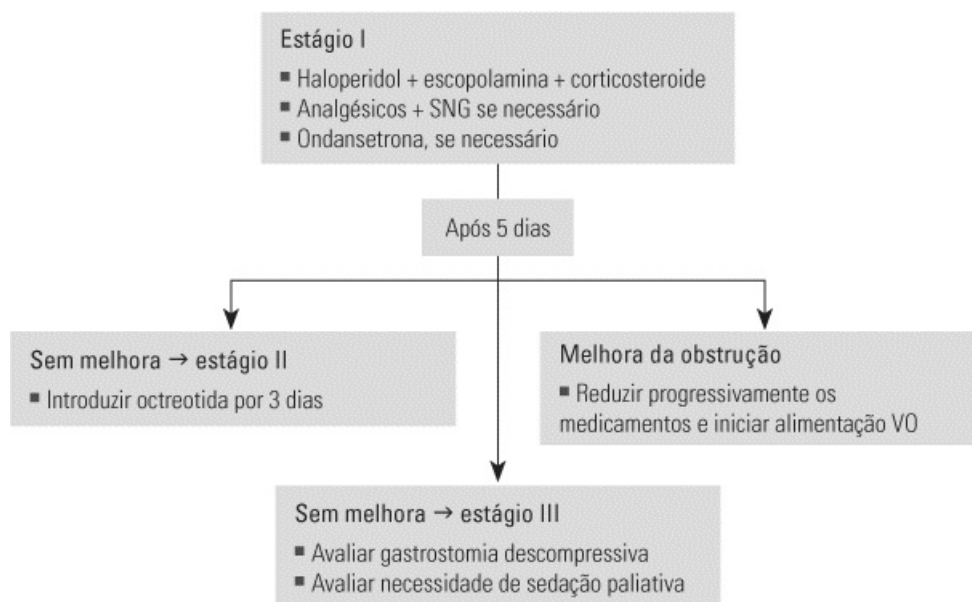 Estágio I
▪ Haloperidol + escopolamina + corticosteroide
▪ Analgésicos + SNG se necessário
▪ Ondansetrona, se necessário
Após 5 dias
Sem melhora → estágio II
▪ Introduzir octreotida por 3 dias
Melhora da obstrução
▪ Reduzir progressivamente os
medicamentos e iniciar alimentação VO
Sem melhora → estágio III
▪ Avaliar gastrostomia descompressiva
▪ Avaliar necessidade de sedação paliativa